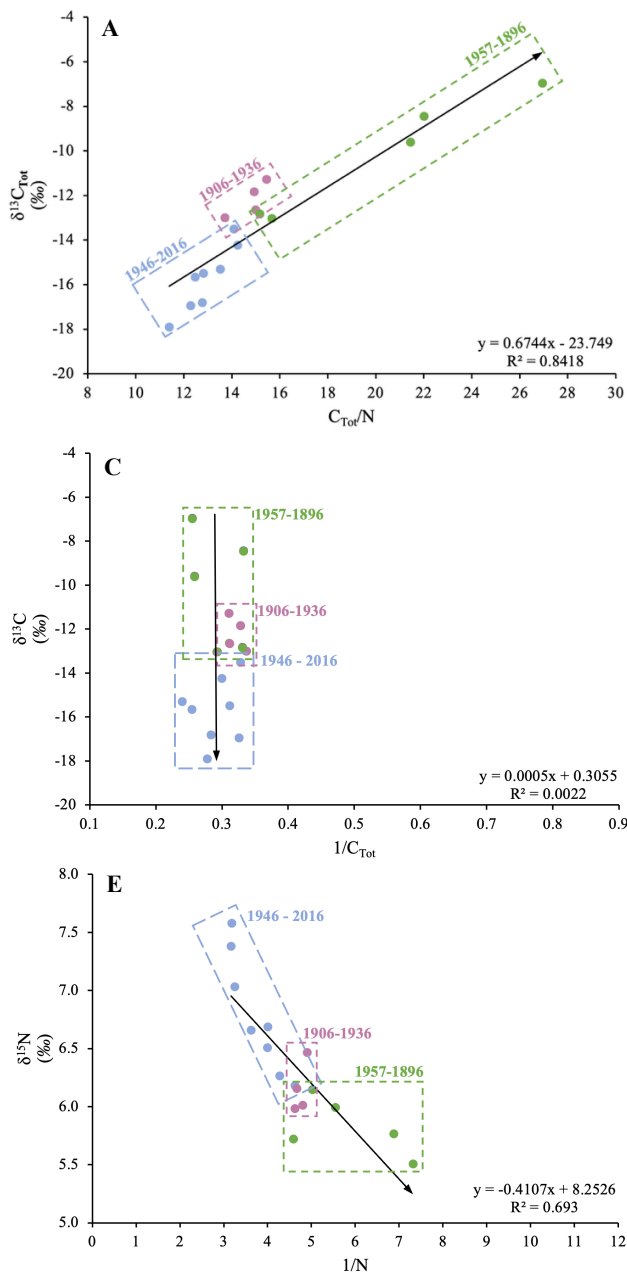 A
-4
-6
-8
-10
-12
-14
-16
-18
-20
δ¹³C_Tot
(‰)
1957-1896
1906-1936
1946-2016
y = 0.6744x - 23.749
R² = 0.8418
8 10 12 14 16 18 20 22 24 26 28 30
C_Tot/N
C
-4
-6
-8
-10
-12
-14
-16
-18
-20
δ¹³C
(‰)
1957-1896
1906-1936
1946 - 2016
y = 0.0005x + 0.3055
R² = 0.0022
0.1 0.2 0.3 0.4 0.5 0.6 0.7 0.8 0.9
1/C_Tot
E
8.0
7.5
7.0
6.5
6.0
5.5
5.0
δ¹⁵N
(‰)
1946 - 2016
1906-1936
1957-1896
y = -0.4107x + 8.2526
R² = 0.693
0 1 2 3 4 5 6 7 8 9 10 11 12
1/N